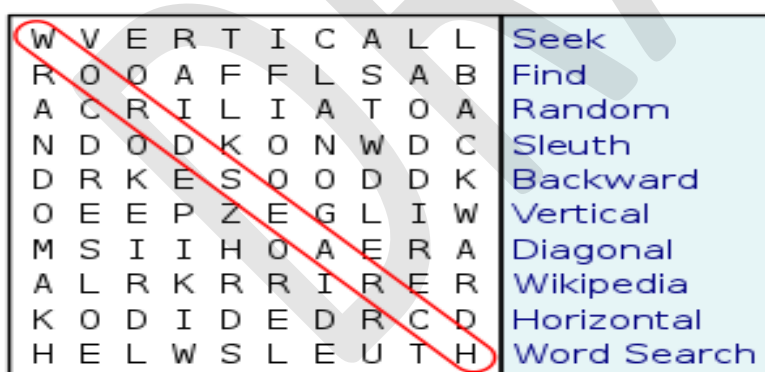 W V E R T I C A L L Seek
R O O A F F L S A B Find
A C R I L I A T O A Random
N D O D K O N W D C Sleuth
D R K E S O O D D K Backward
O E E P Z E G L I W Vertical
M S I I H O A E R A Diagonal
A L R K R R I R E R Wikipedia
K O D I D E D R C D Horizontal
H E L W S L E U T H Word Search